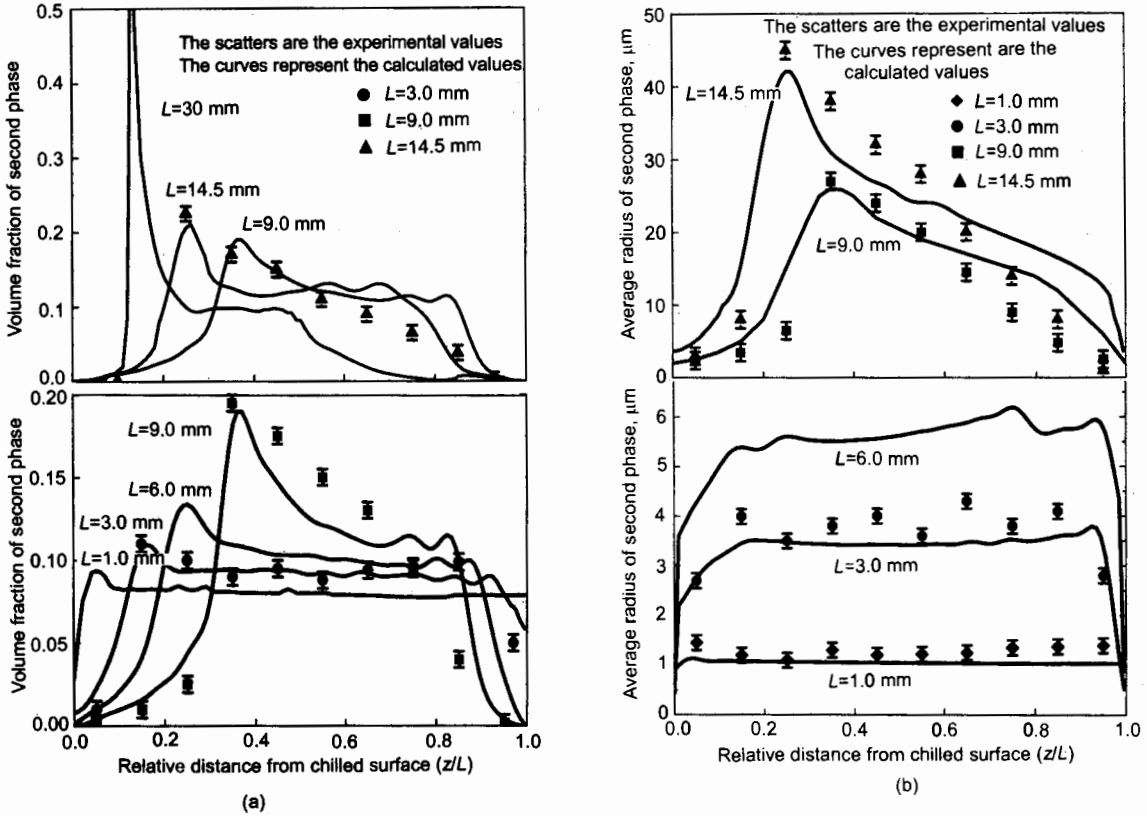 The scatters are the experimental values
The curves represent the calculated values
L=3.0 mm
L=9.0 mm
L=14.5 mm
L=30 mm
L=14.5 mm
L=9.0 mm
Volume fraction of second phase
0.5
0.4
0.3
0.2
0.1
0.0
L=9.0 mm
L=6.0 mm
L=3.0 mm
L=1.0 mm
Volume fraction of second phase
0.20
0.15
0.10
0.05
0.00
0.0 0.2 0.4 0.6 0.8 1.0
Relative distance from chilled surface (z/L)
(a)
The scatters are the experimental values
The curves represent are the
calculated values
L=1.0 mm
L=3.0 mm
L=9.0 mm
L=14.5 mm
L=14.5 mm
L=9.0 mm
Average radius of second phase, μm
50
40
30
20
10
0
L=6.0 mm
L=3.0 mm
L=1.0 mm
Average radius of second phase, μm
6
5
4
3
2
1
0
0.0 0.2 0.4 0.6 0.8 1.0
Relative distance from chilled surface (z/L)
(b)